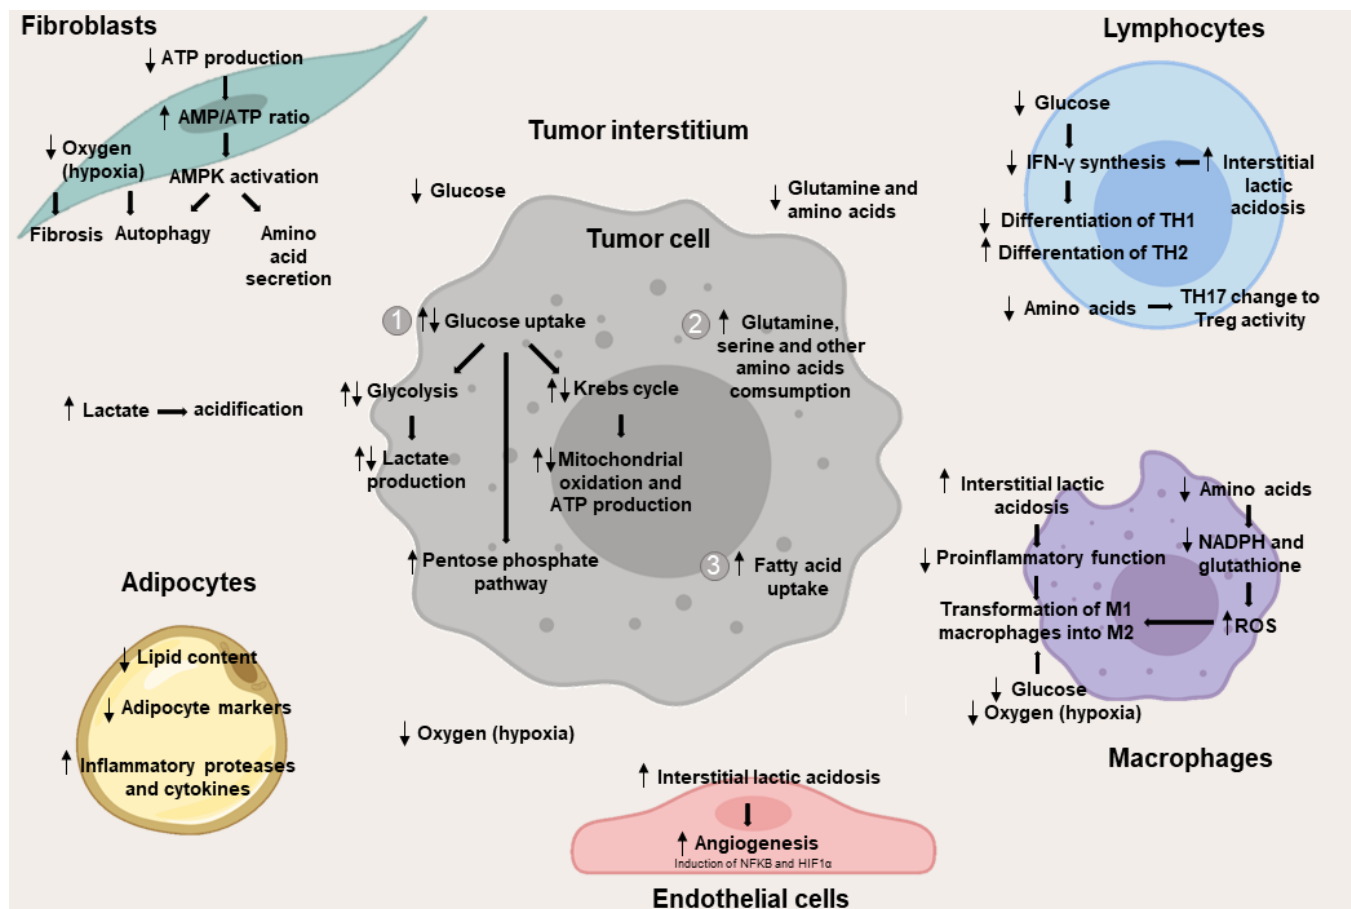 Fibroblasts
↓ ATP production
↑ AMP/ATP ratio
↓ Oxygen
(hypoxia)
AMPK activation
Fibrosis
Autophagy
Amino
acid
secretion
Tumor interstitium
↓ Glucose
↓ Glutamine and
amino acids
↑ Lactate → acidification
↓ Oxygen (hypoxia)
Tumor cell
1
↑↓ Glucose uptake
↑↓ Glycolysis
↑↓ Lactate
production
↑↓ Krebs cycle
↑↓ Mitochondrial
oxidation and
ATP production
↑ Pentose phosphate
pathway
2
↑ Glutamine,
serine and other
amino acids
comsumption
3
↑ Fatty acid
uptake
Lymphocytes
↓ Glucose
↓ IFN-γ synthesis
↑ Interstitial
lactic
acidosis
↓ Differentiation of TH1
↑ Differentation of TH2
↓ Amino acids → TH17 change to
Treg activity
Adipocytes
↓ Lipid content
↓ Adipocyte markers
↑ Inflammatory proteases
and cytokines
↑ Interstitial lactic
acidosis
↓ Proinflammatory function
Transformation of M1
macrophages into M2
↓ Glucose
↓ Oxygen (hypoxia)
↓ Amino acids
↓ NADPH and
glutathione
↑ ROS
Macrophages
↑ Interstitial lactic acidosis
↑ Angiogenesis
Induction of NFKB and HIF1α
Endothelial cells